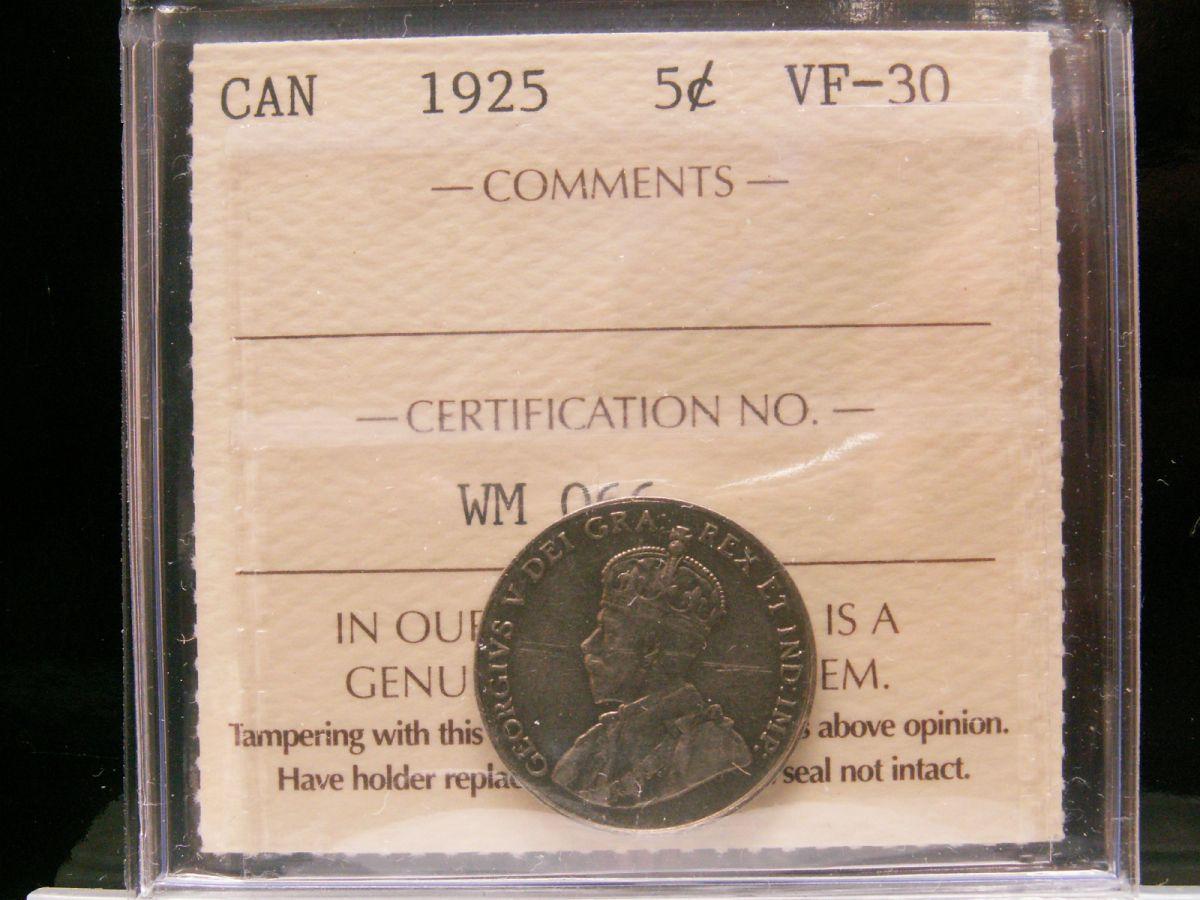 CAN 1925 5¢ VF-30
— COMMENTS —
— CERTIFICATION NO. —
WM
GEORGIVS V DEI GRA: REX ET IND: IMP:
IN OUR IS A
GENU EM.
Tampering with this above opinion.
Have holder replac seal not intact.